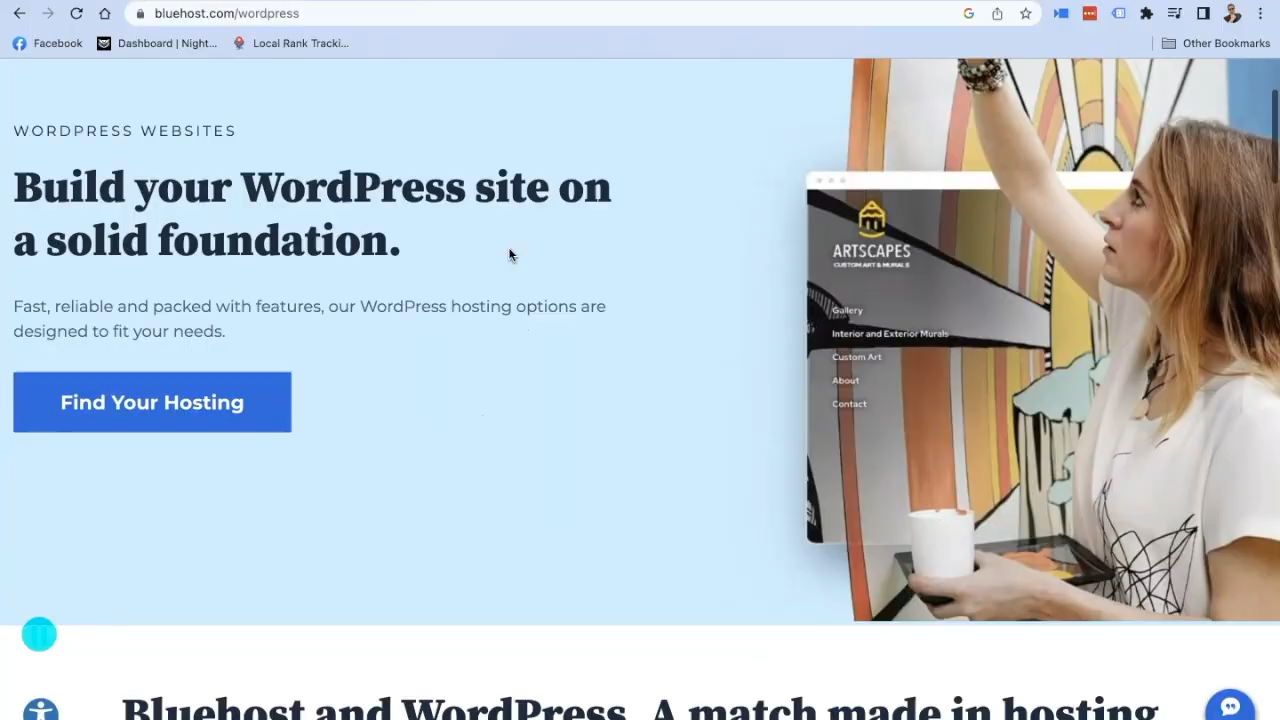 bluehost.com/wordpress
Facebook
Dashboard | Night...
Local Rank Tracki...
Other Bookmarks
WORDPRESS WEBSITES
Build your WordPress site on
a solid foundation.
Fast, reliable and packed with features, our WordPress hosting options are
designed to fit your needs.
Find Your Hosting
ARTSCAPES
CUSTOM ART & MURALS
Gallery
Interior and Exterior Murals
Custom Art
About
Contact
Bluehost and WordPress. A match made in hosting